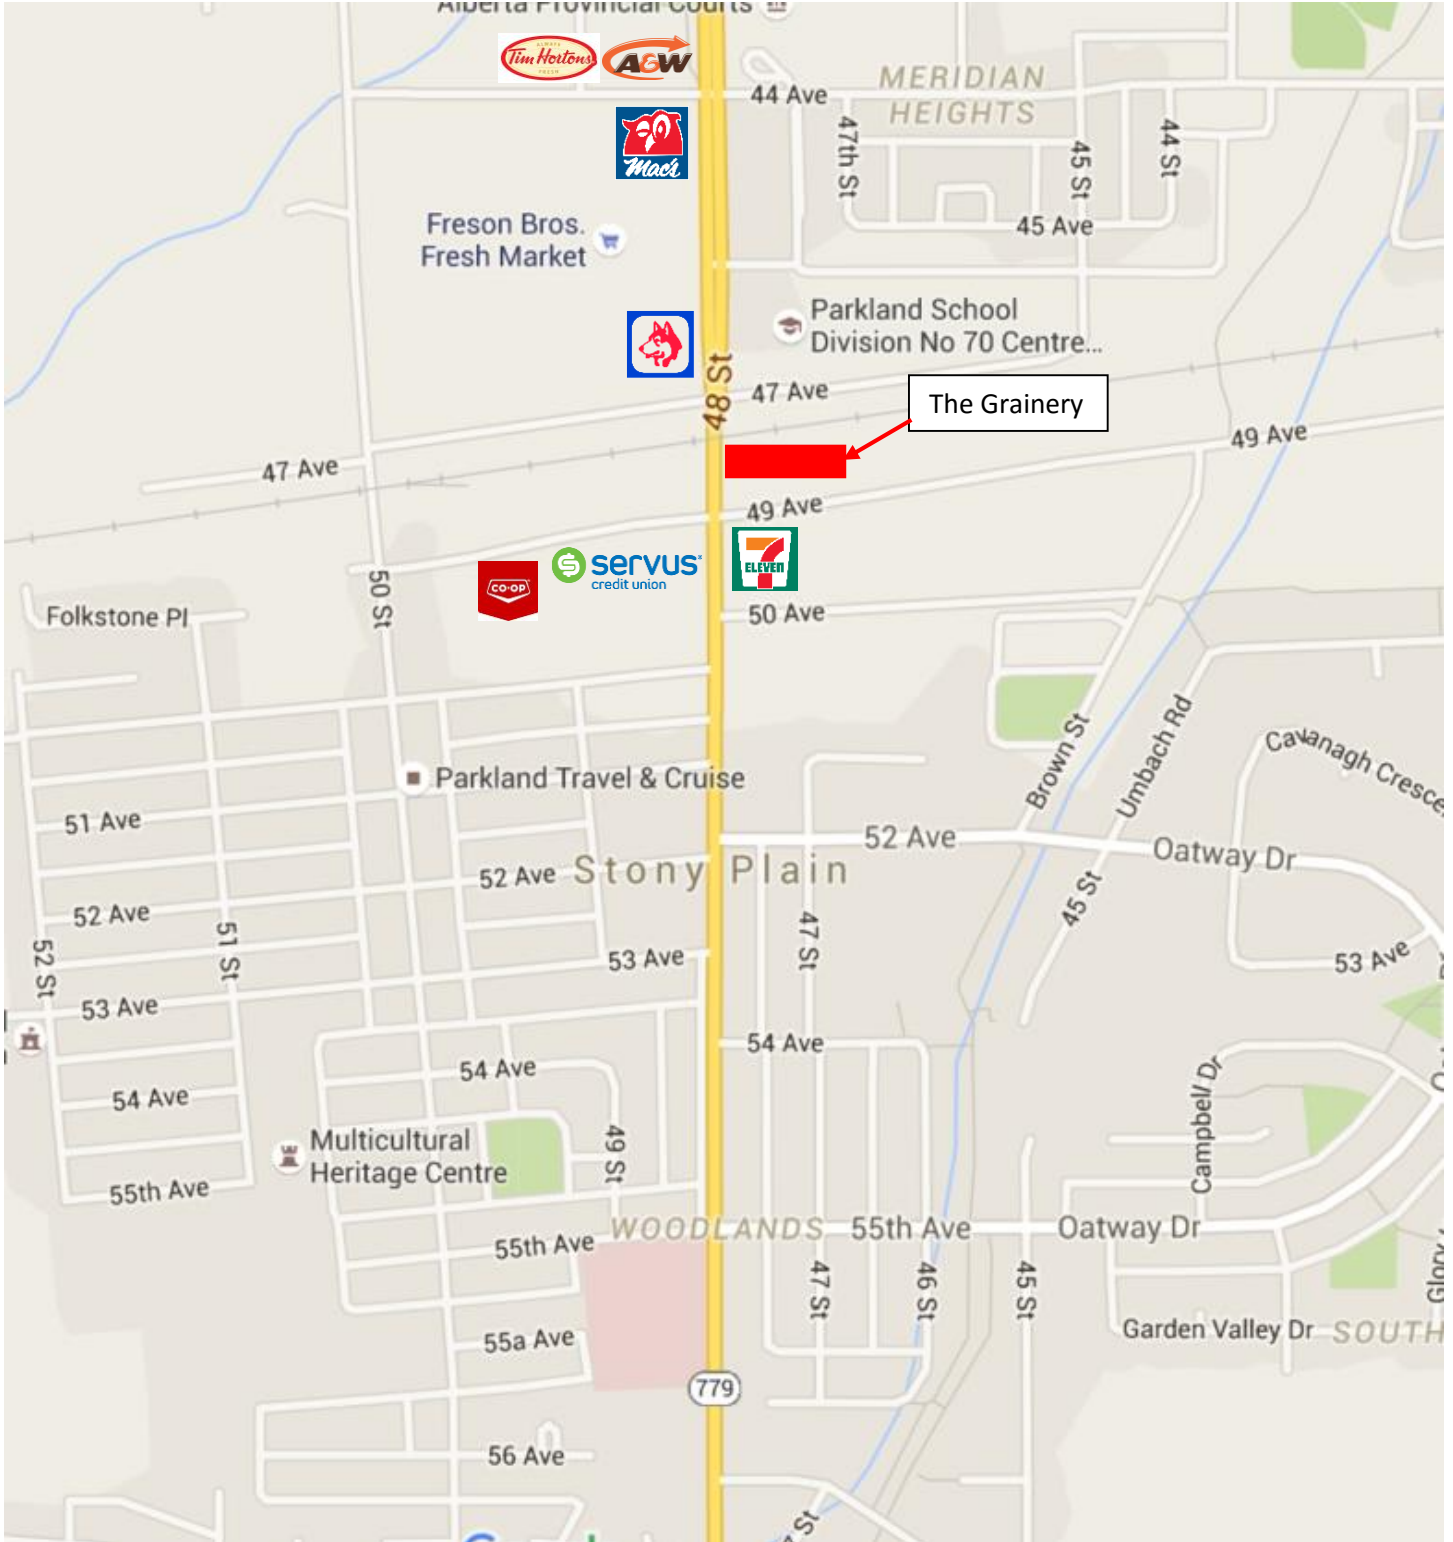 Alberta Provincial Courts
ALWAYS
Tim Hortons
FRESH
A&W
44 Ave
MERIDIAN
HEIGHTS
47th St
45 St
44 St
Mac's
Freson Bros.
Fresh Market
45 Ave
Parkland School
Division No 70 Centre...
48 St
47 Ave
The Grainery
49 Ave
47 Ave
49 Ave
servus
credit union
CO-OP
7
ELEVEN
50 St
Folkstone Pl
50 Ave
Brown St
Umbach Rd
Cavanagh Cresce
Parkland Travel & Cruise
51 Ave
52 Ave
Oatway Dr
Stony Plain
52 Ave
52 Ave
45 St
51 St
47 St
52 St
53 Ave
53 Ave
53 Ave
54 Ave
54 Ave
54 Ave
Campbell Dr
49 St
Multicultural
Heritage Centre
55th Ave
WOODLANDS
55th Ave
Oatway Dr
55th Ave
47 St
46 St
45 St
Glory
55a Ave
Garden Valley Dr
SOUTH
779
56 Ave
St